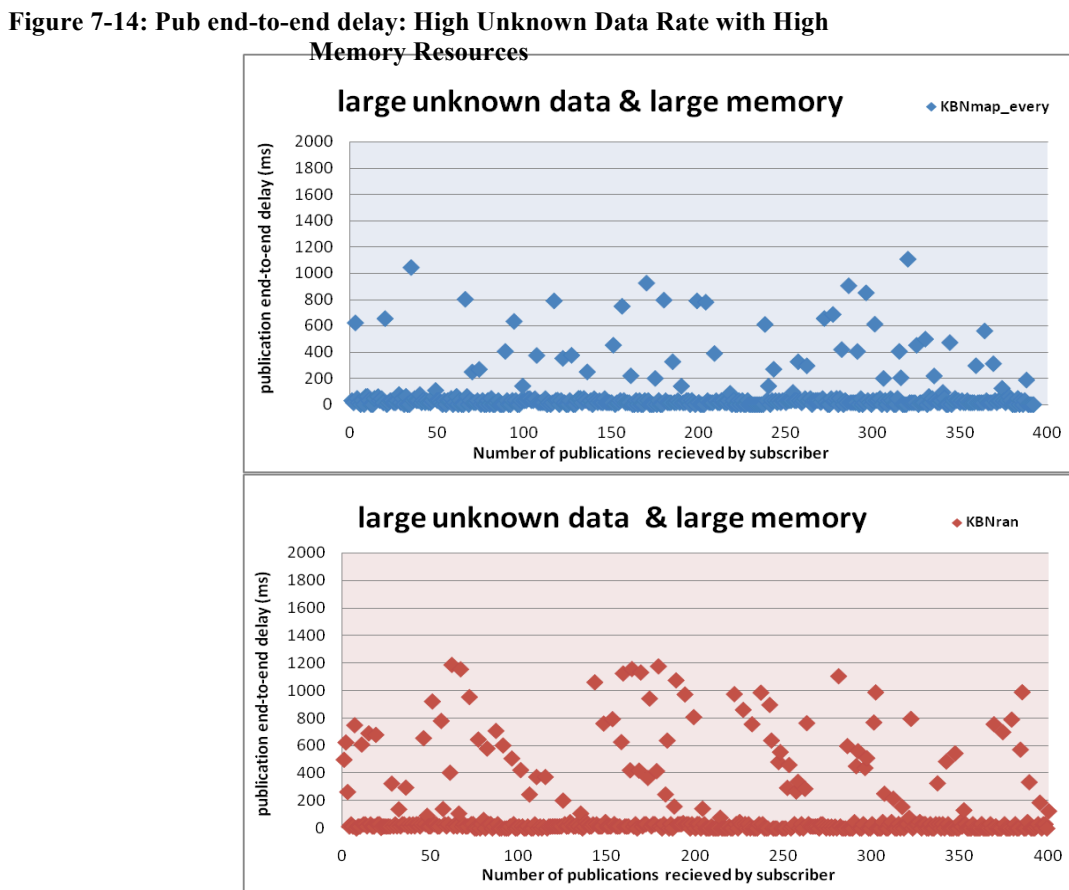 Figure 7-14: Pub end-to-end delay: High Unknown Data Rate with High
Memory Resources
large unknown data & large memory
KBNmap_every
publication end-to-end delay (ms)
2000
1800
1600
1400
1200
1000
800
600
400
200
0
0 50 100 150 200 250 300 350 400
Number of publications recieved by subscriber
large unknown data & large memory
KBNran
publication end-to-end delay (ms)
2000
1800
1600
1400
1200
1000
800
600
400
200
0
0 50 100 150 200 250 300 350 400
Number of publications recieved by subscriber